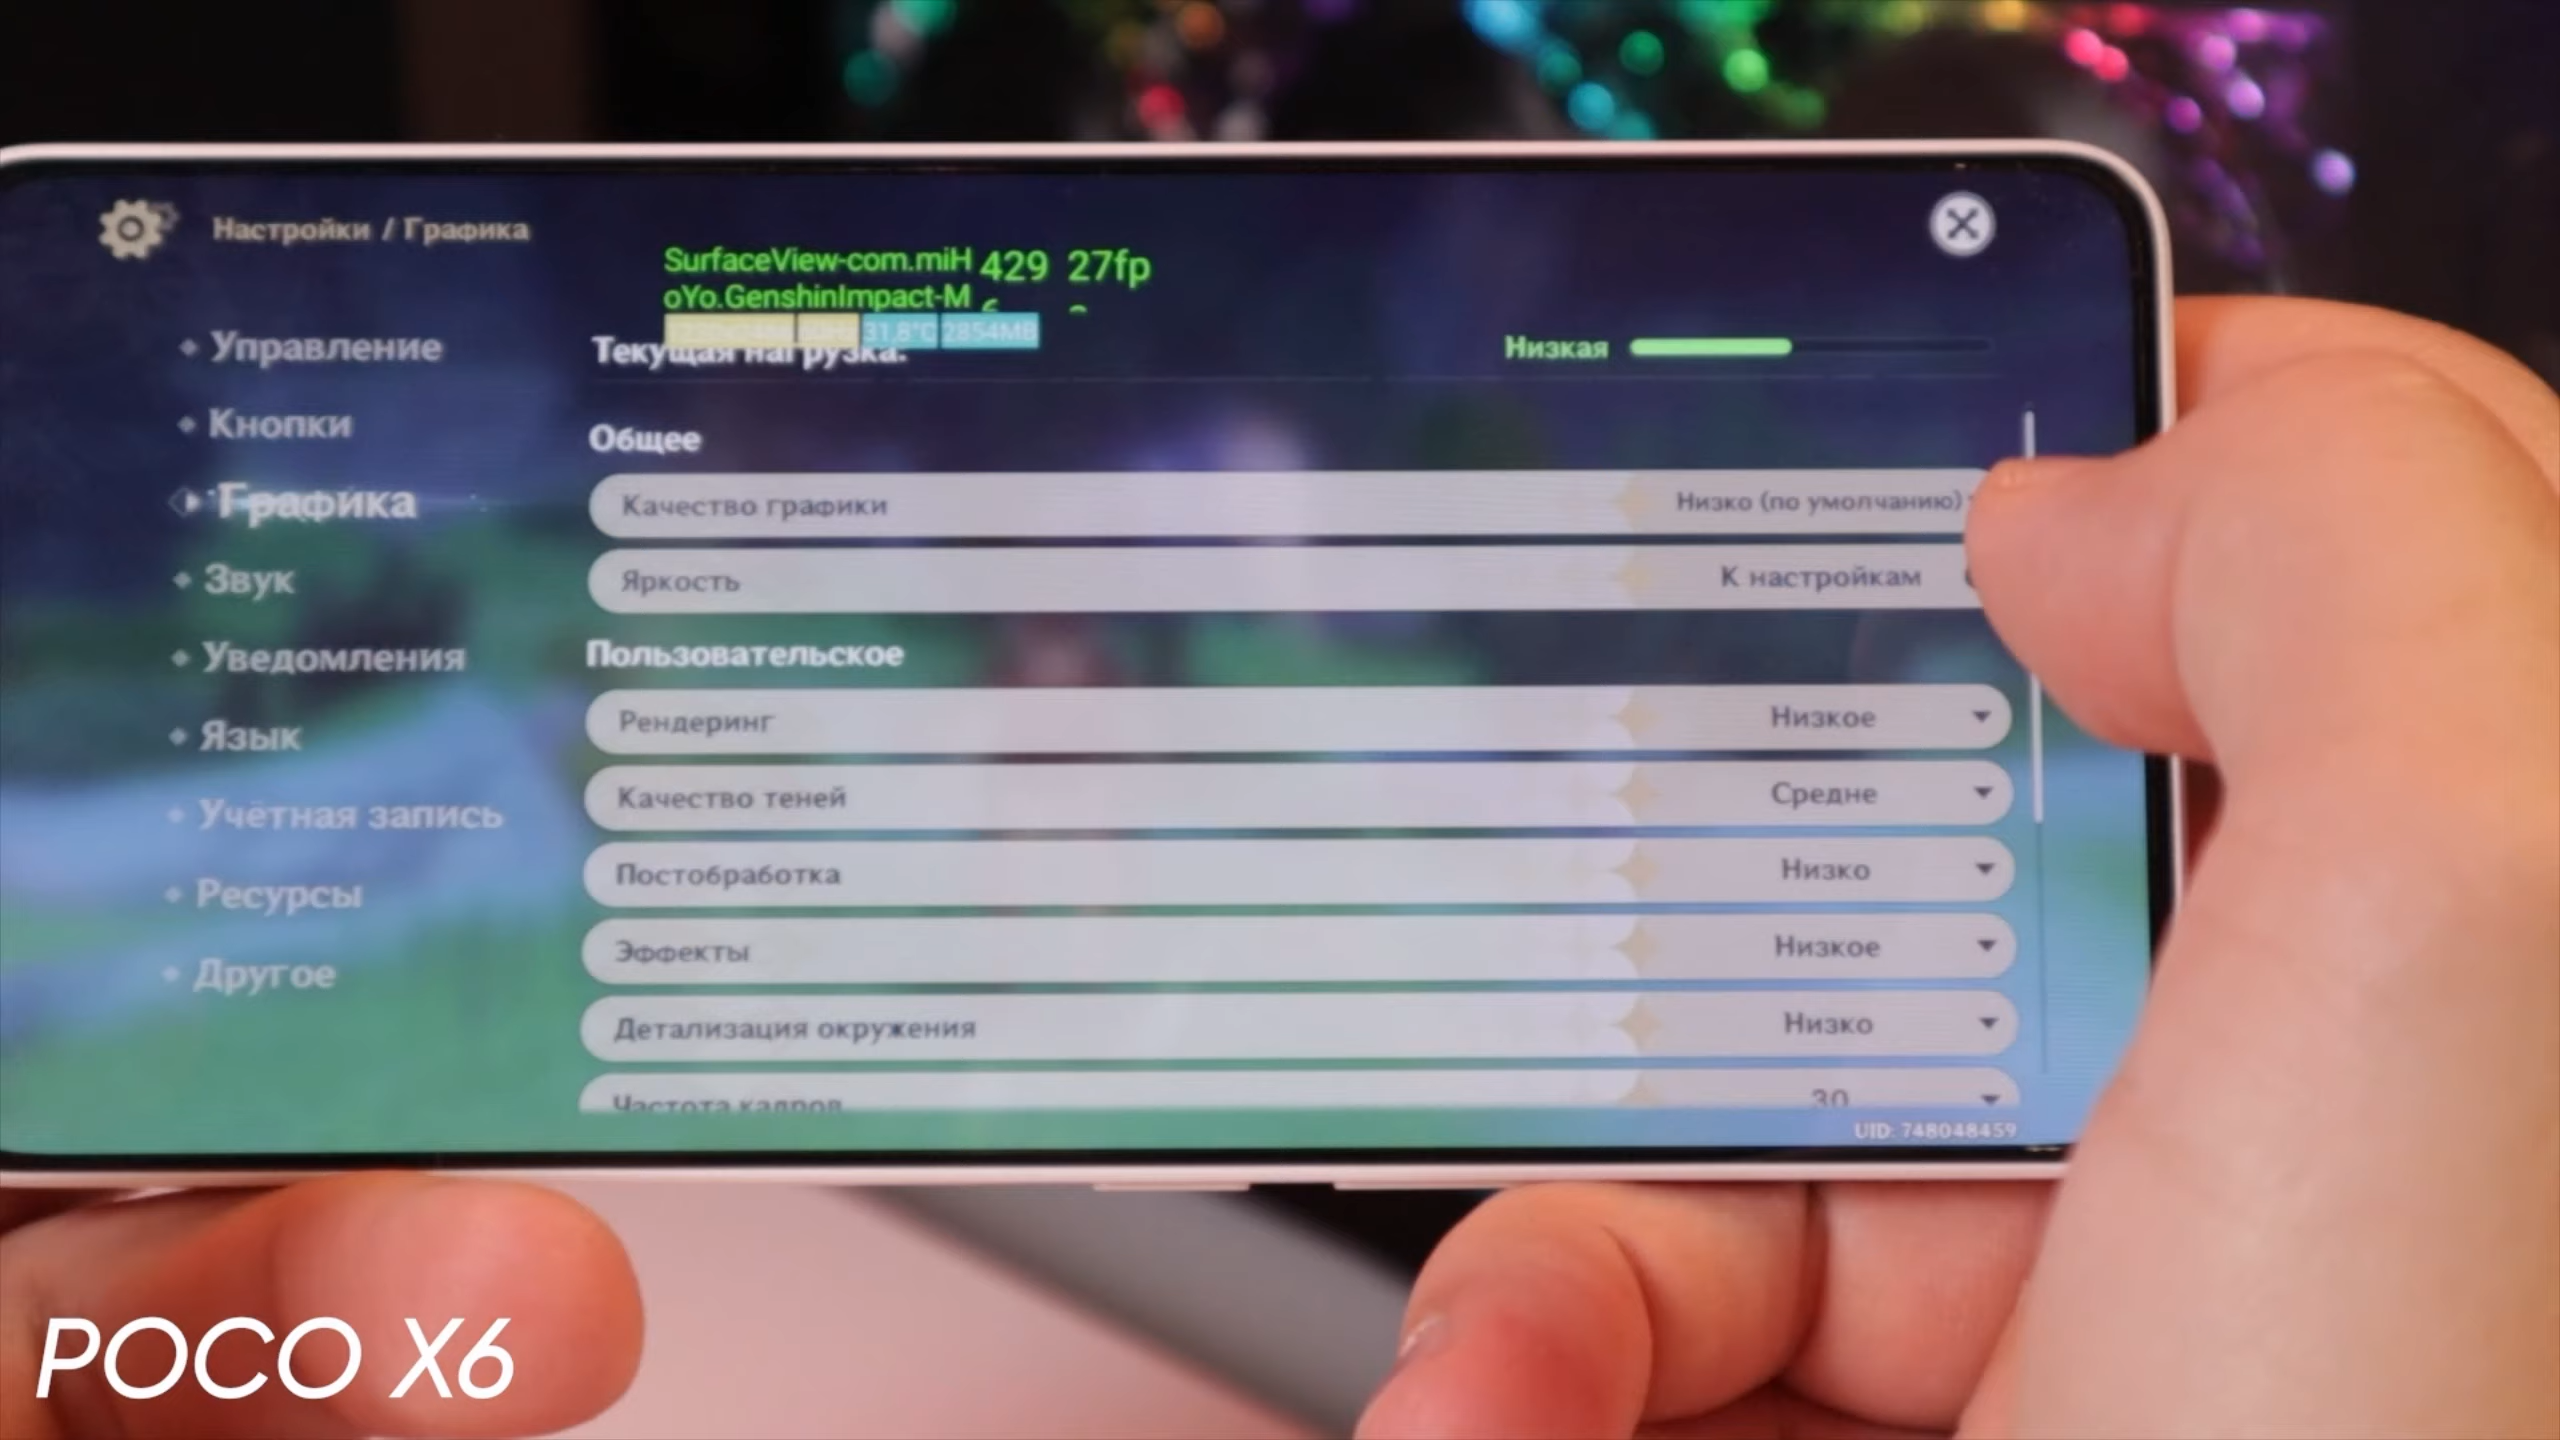 Настройки / Графика
SurfaceView-com.miH 429 27fp
oYo.GenshinImpact-M
31,8°C 2854MB
Текущая нагрузка:
Низкая
Управление
Кнопки
Графика
Звук
Уведомления
Язык
Учётная запись
Ресурсы
Другое
Общее
Качество графики Низко (по умолчанию)
Яркость К настройкам
Пользовательское
Рендеринг Низкое
Качество теней Средне
Постобработка Низко
Эффекты Низкое
Детализация окружения Низко
Частота кадров 30
UID: 748048459
POCO X6